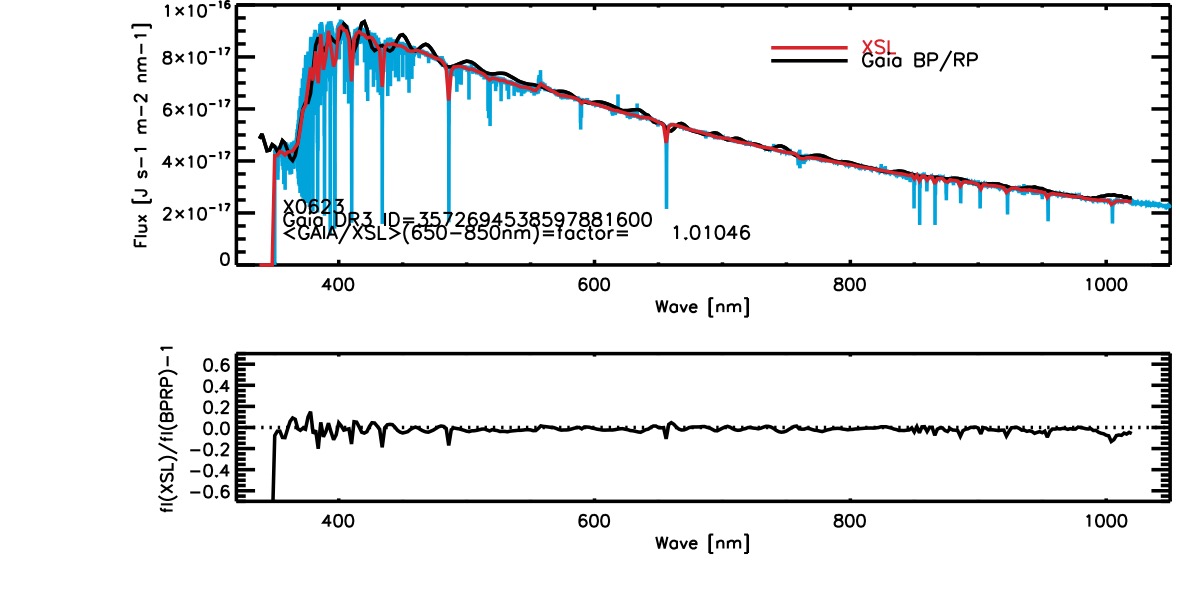 1×10−16
8×10−17
6×10−17
4×10−17
2×10−17
0
Flux [J s−1 m−2 nm−1]
XSL
Gaia BP/RP
X0623
Gaia DR3 ID=3572694538597881600
<GAIA/XSL>(650−850nm)=factor= 1.01046
400 600 800 1000
Wave [nm]
fl(XSL)/fl(BPRP)−1
0.6
0.4
0.2
0.0
−0.2
−0.4
−0.6
400 600 800 1000
Wave [nm]